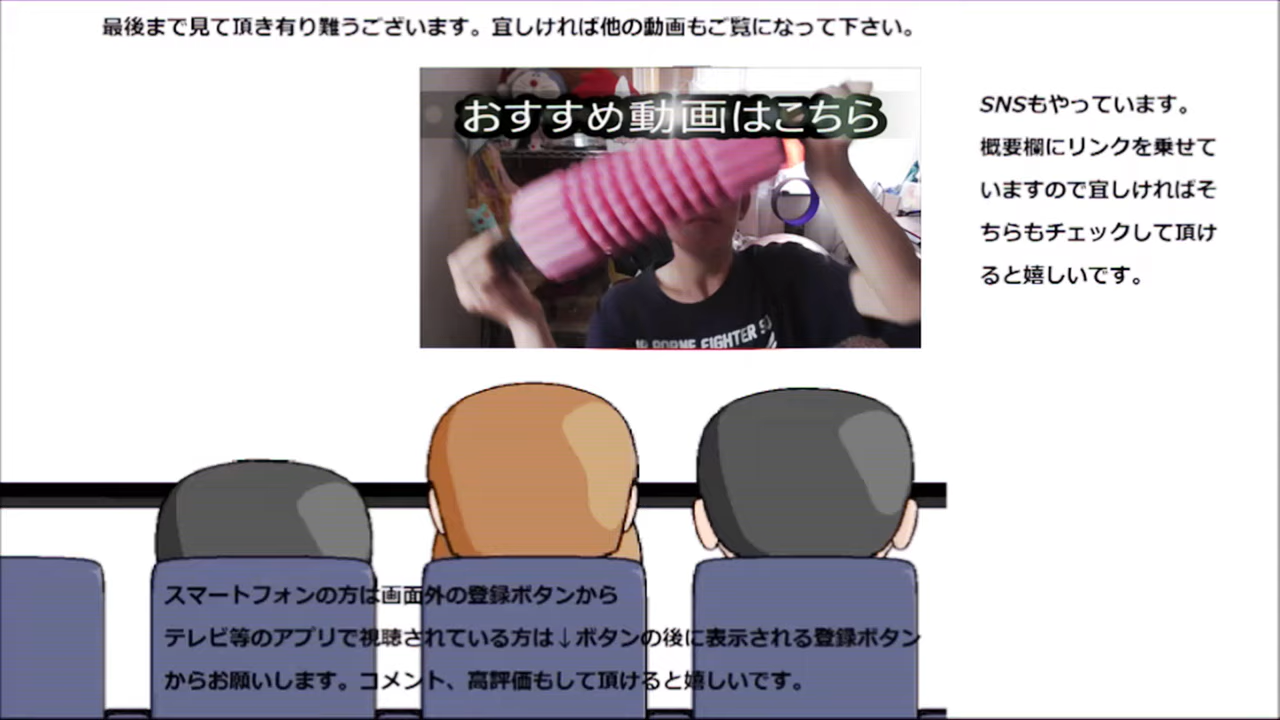 最後まで見て頂き有り難うございます。宜しければ他の動画もご覧になって下さい。
おすすめ動画はこちら
SNSもやっています。
概要欄にリンクを乗せて
いますので宜しければそ
ちらもチェックして頂け
ると嬉しいです。
FIGHTER
スマートフォンの方は画面外の登録ボタンから
テレビ等のアプリで視聴されている方は↓ボタンの後に表示される登録ボタン
からお願いします。コメント、高評価もして頂けると嬉しいです。